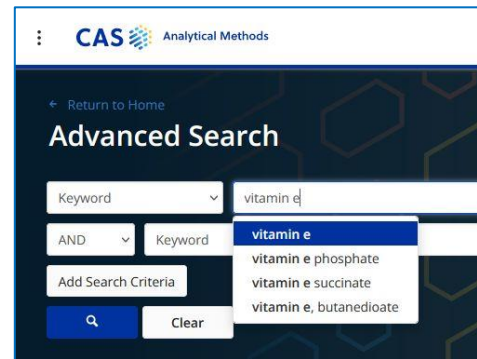 CAS Analytical Methods
← Return to Home
Advanced Search
Keyword vitamin e
vitamin e
AND Keyword
vitamin e phosphate
Add Search Criteria
vitamin e succinate
vitamin e, butanedioate
Clear